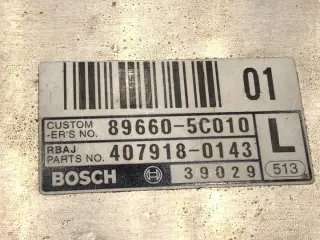 01
CUSTOM
-ER'S NO. 89660-5C010 L
RBAJ
PARTS NO. 407918-0143
BOSCH 39029 513